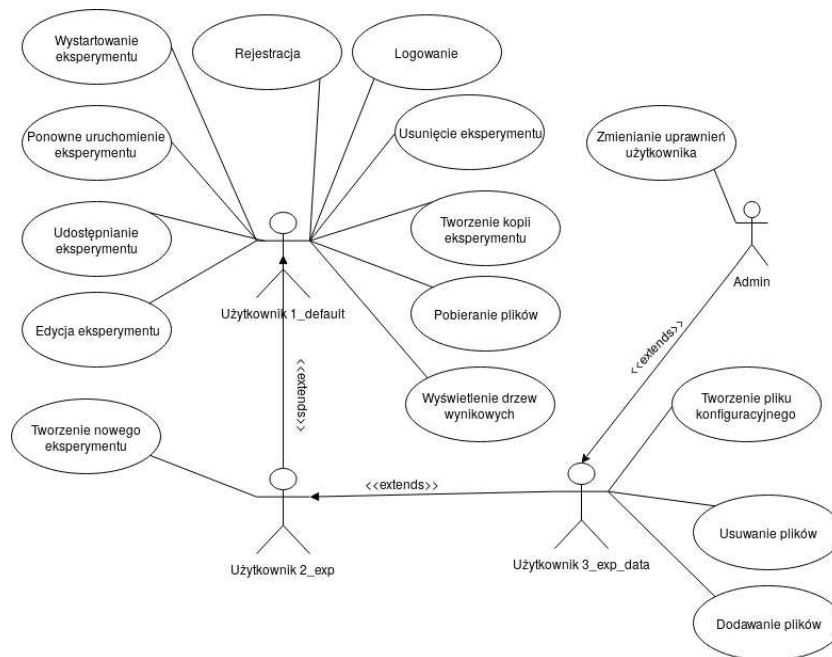 Wystartowanie
eksperymentu
Rejestracja
Logowanie
Ponowne uruchomienie
eksperymentu
Usunięcie eksperymentu
Zmienianie uprawnień
użytkownika
Udostępnianie
eksperymentu
Tworzenie kopii
eksperymentu
Admin
Użytkownik 1_default
Edycja eksperymentu
Pobieranie plików
<<extends>>
<<extends>>
Wyświetlenie drzew
wynikowych
Tworzenie pliku
konfiguracyjnego
Tworzenie nowego
eksperymentu
<<extends>>
Usuwanie plików
Użytkownik 2_exp
Użytkownik 3_exp_data
Dodawanie plików